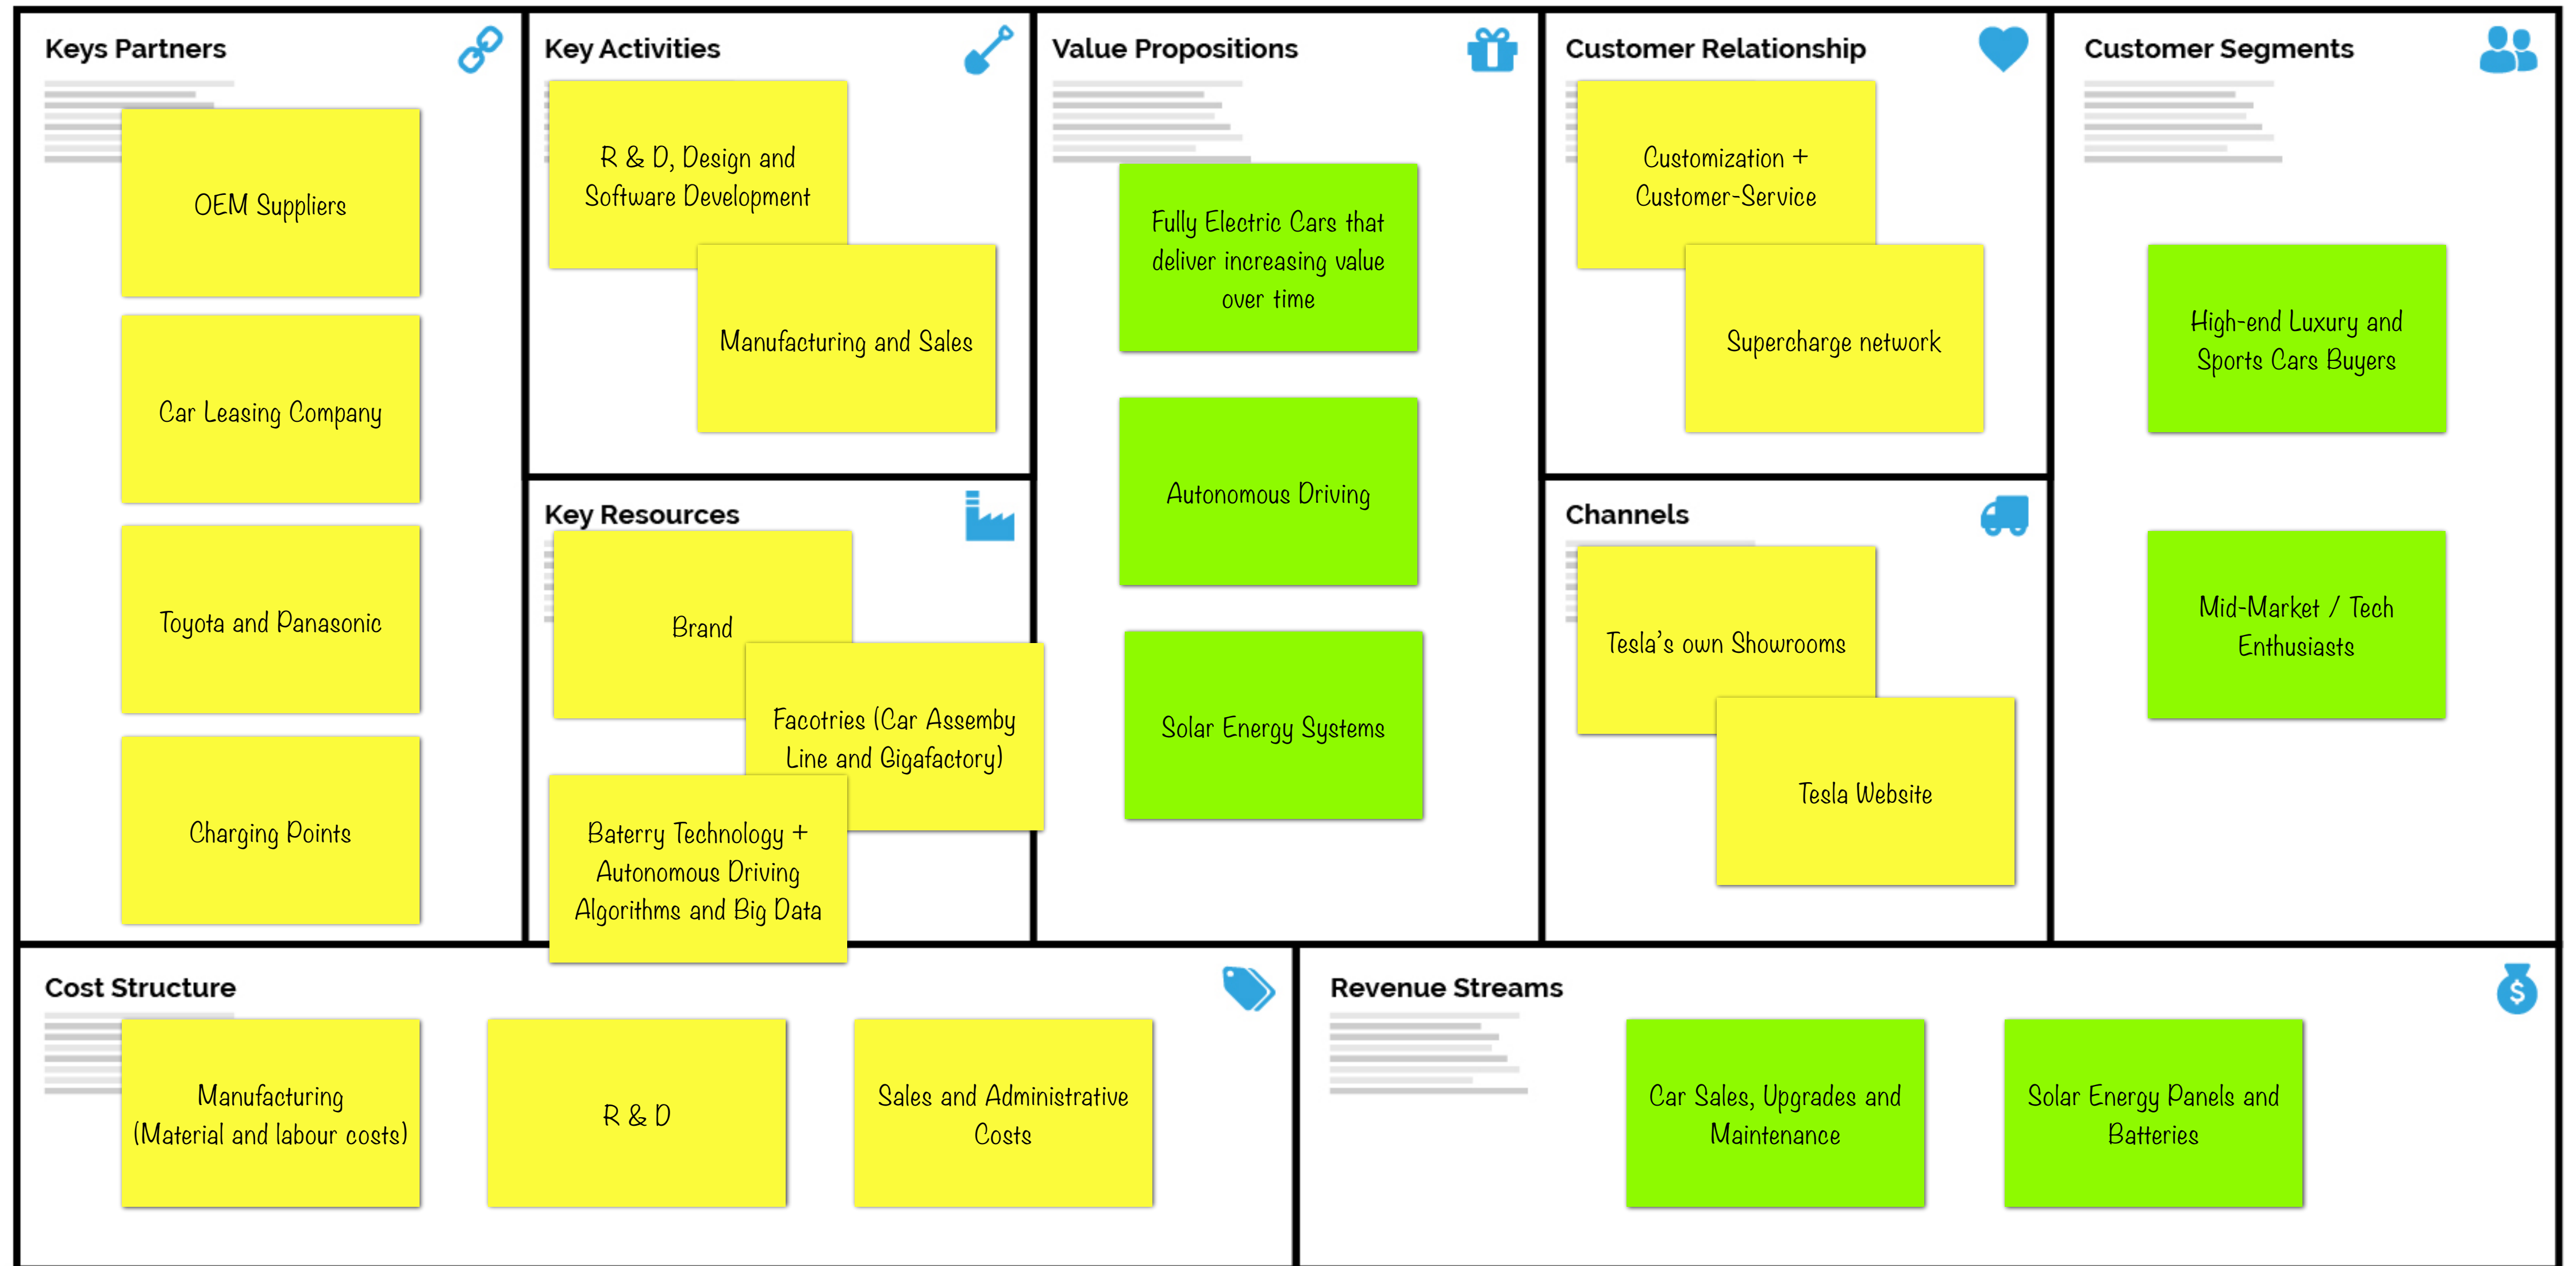 Keys Partners
OEM Suppliers
Car Leasing Company
Toyota and Panasonic
Charging Points
Key Activities
R & D, Design and
Software Development
Manufacturing and Sales
Key Resources
Brand
Facotries (Car Assemby
Line and Gigafactory)
Baterry Technology +
Autonomous Driving
Algorithms and Big Data
Value Propositions
Fully Electric Cars that
deliver increasing value
over time
Autonomous Driving
Solar Energy Systems
Customer Relationship
Customization +
Customer-Service
Supercharge network
Channels
Tesla's own Showrooms
Tesla Website
Customer Segments
High-end Luxury and
Sports Cars Buyers
Mid-Market / Tech
Enthusiasts
Cost Structure
Manufacturing
(Material and labour costs)
R & D
Sales and Administrative
Costs
Revenue Streams
$
Car Sales, Upgrades and
Maintenance
Solar Energy Panels and
Batteries